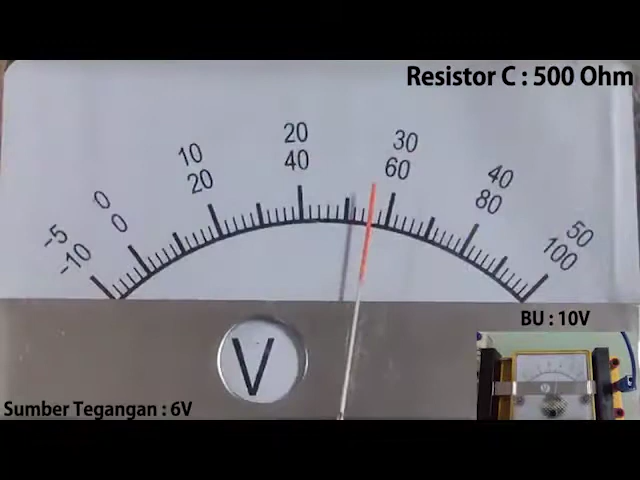 Resistor C : 500 Ohm
-5 0 10 20 30 40 50
-10 0 20 40 60 80 100
V
BU : 10V
Sumber Tegangan : 6V